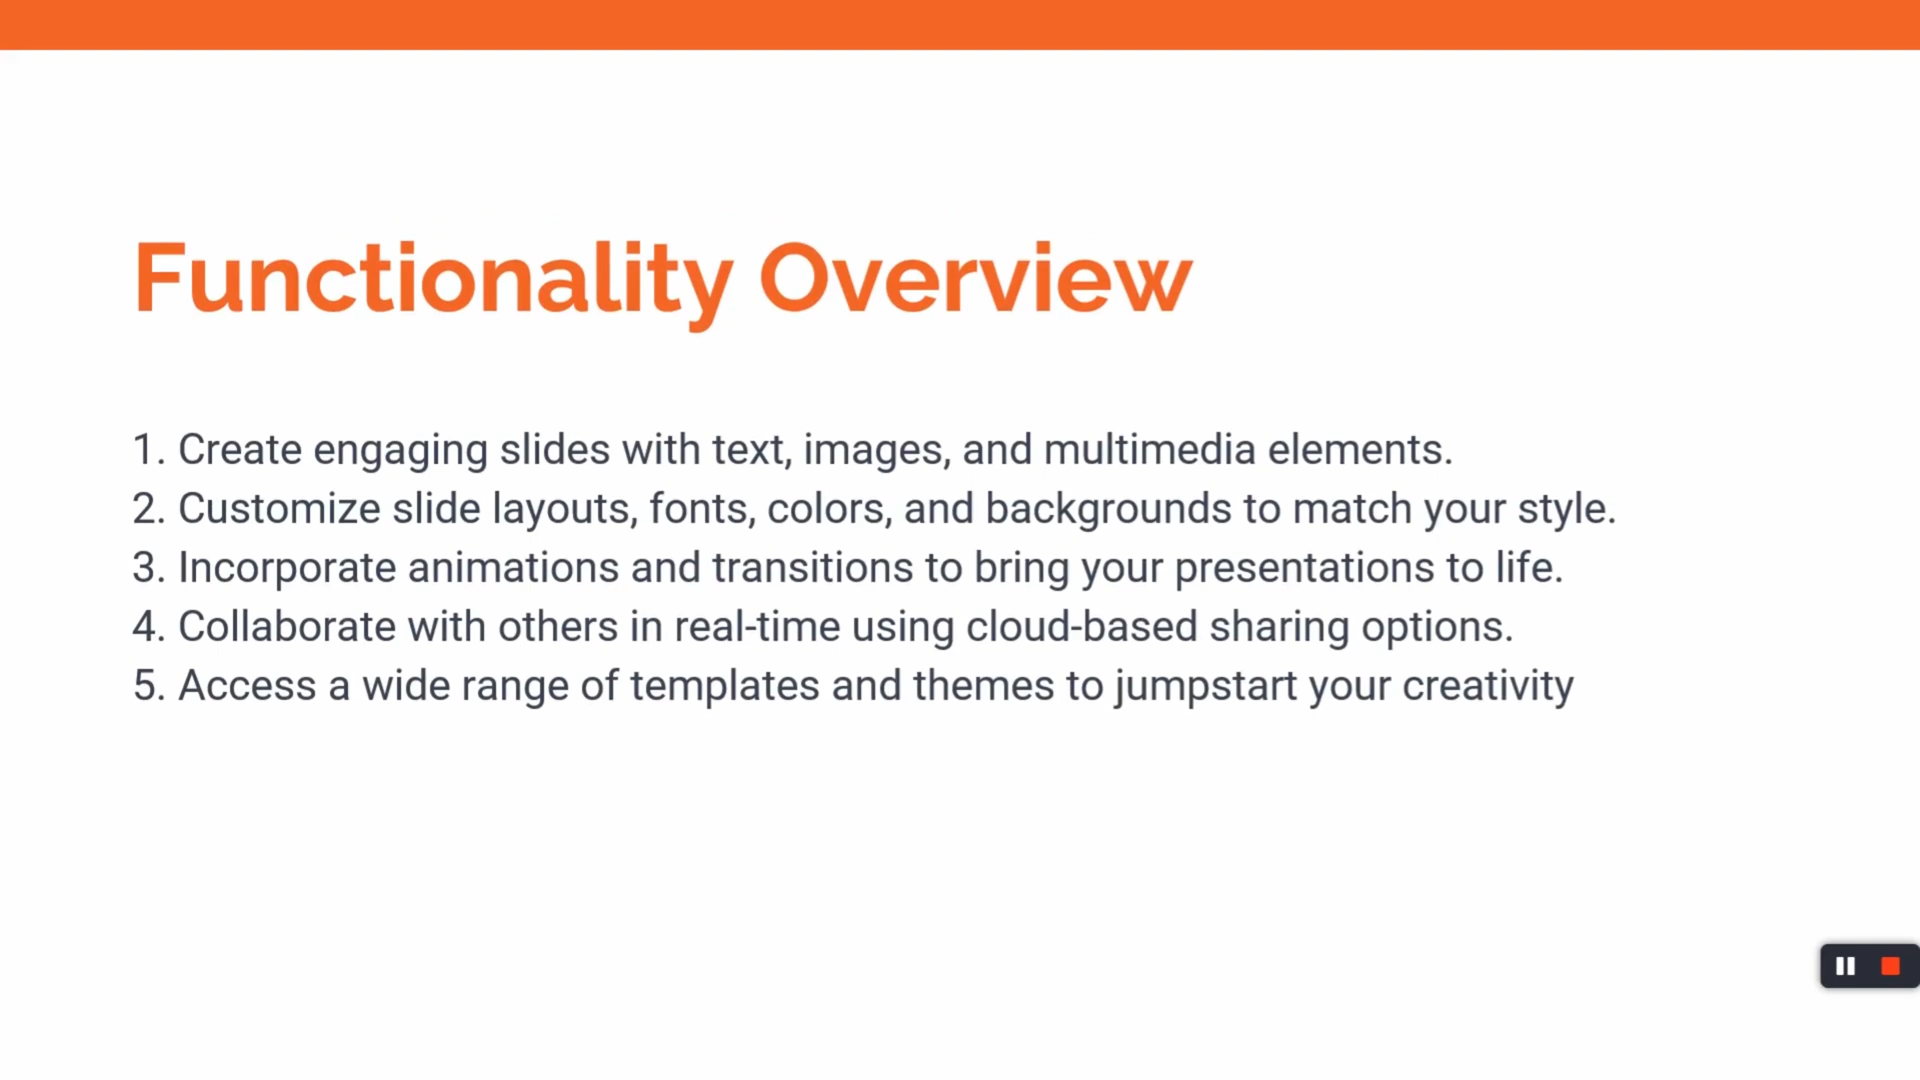 Functionality Overview
1. Create engaging slides with text, images, and multimedia elements.
2. Customize slide layouts, fonts, colors, and backgrounds to match your style.
3. Incorporate animations and transitions to bring your presentations to life.
4. Collaborate with others in real-time using cloud-based sharing options.
5. Access a wide range of templates and themes to jumpstart your creativity